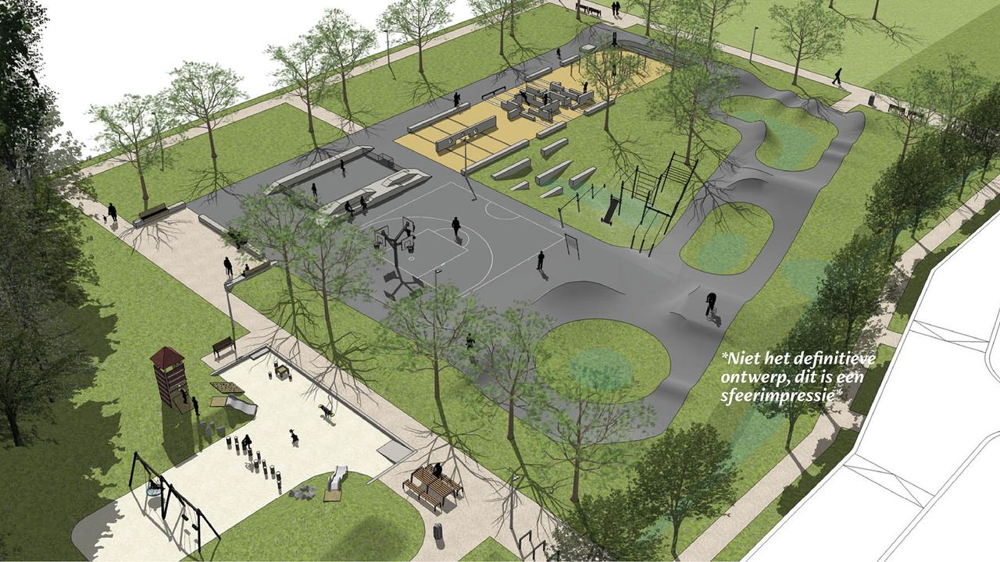 *Niet het definitieve
ontwerp, dit is een
sfeerimpressie*